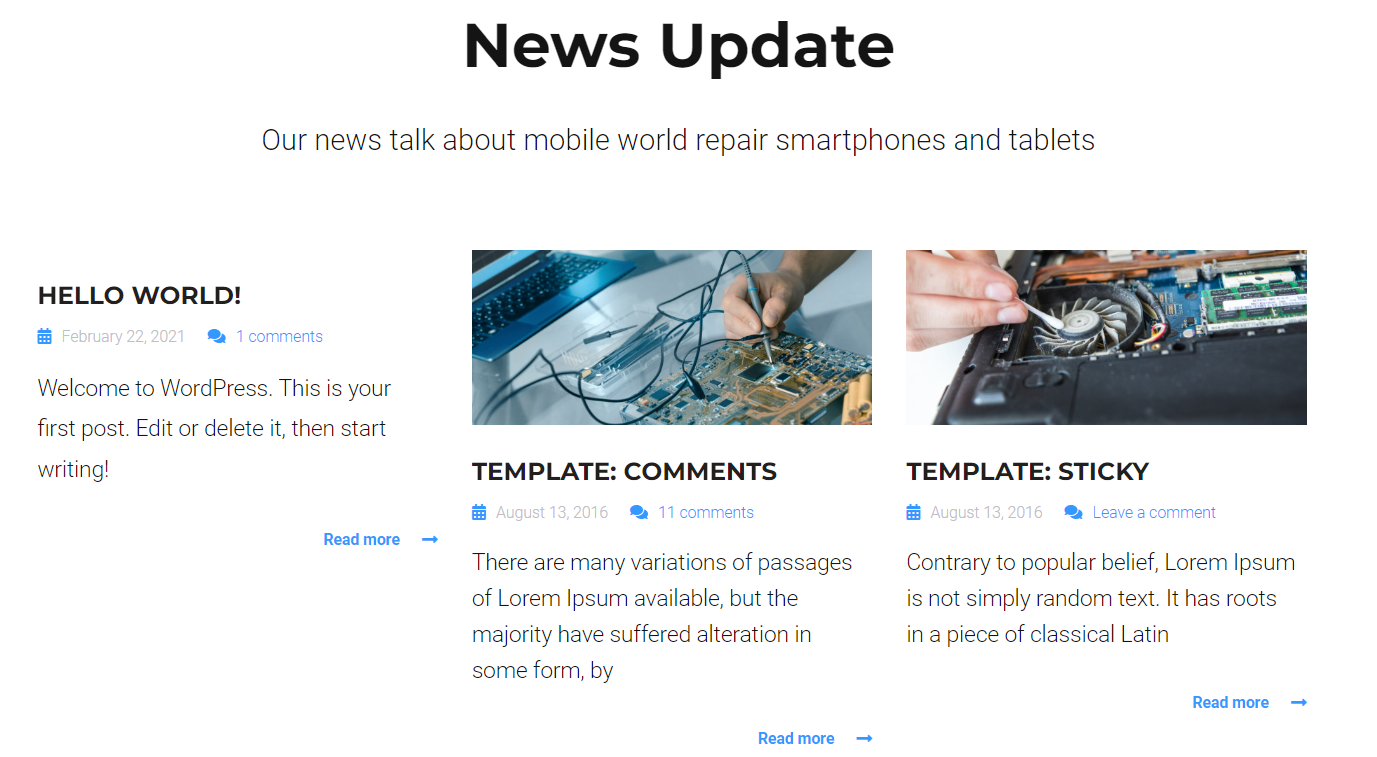 News Update
Our news talk about mobile world repair smartphones and tablets
HELLO WORLD!
February 22, 2021 1 comments
Welcome to WordPress. This is your
first post. Edit or delete it, then start
writing!
Read more
TEMPLATE: COMMENTS
August 13, 2016 11 comments
There are many variations of passages
of Lorem Ipsum available, but the
majority have suffered alteration in
some form, by
Read more
TEMPLATE: STICKY
August 13, 2016 Leave a comment
Contrary to popular belief, Lorem Ipsum
is not simply random text. It has roots
in a piece of classical Latin
Read more